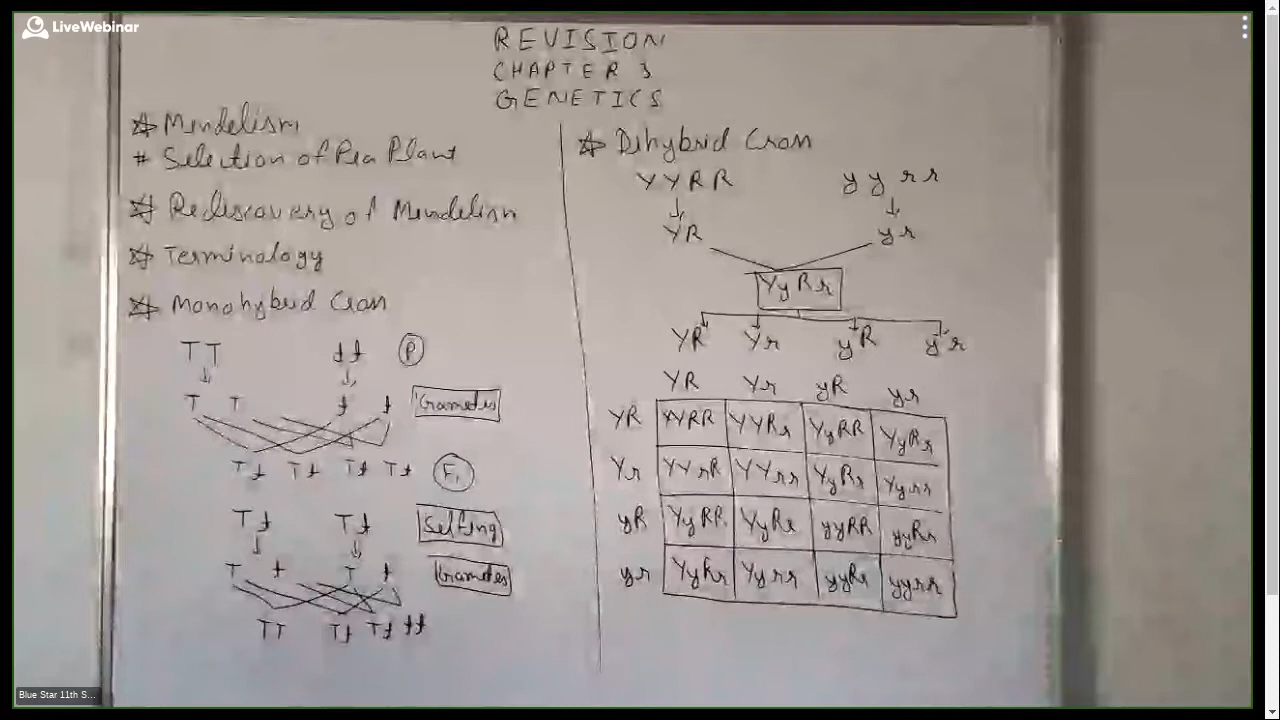 LiveWebinar
REVISION
CHAPTER 3
GENETICS
Mendelism
# Selection of Pea Plant
Rediscovery of Mendelism
Terminology
Monohybrid Cross
TT tt P
T T t t Gametes
Tt Tt Tt Tt F1
Tt Tt Selfing
T t T t Gametes
TT Tt Tt tt
Dihybrid Cross
YYRR yyrr
YR yr
YyRr
YR Yr yR yr
YR Yr yR yr
YR YYRR YYRr YyRR YyRr
Yr YYrR YYrr YyRr Yyrr
yR YyRR YyRr yyRR yyRr
yr YyRr Yyrr yyRr yyrr
Blue Star 11th S...